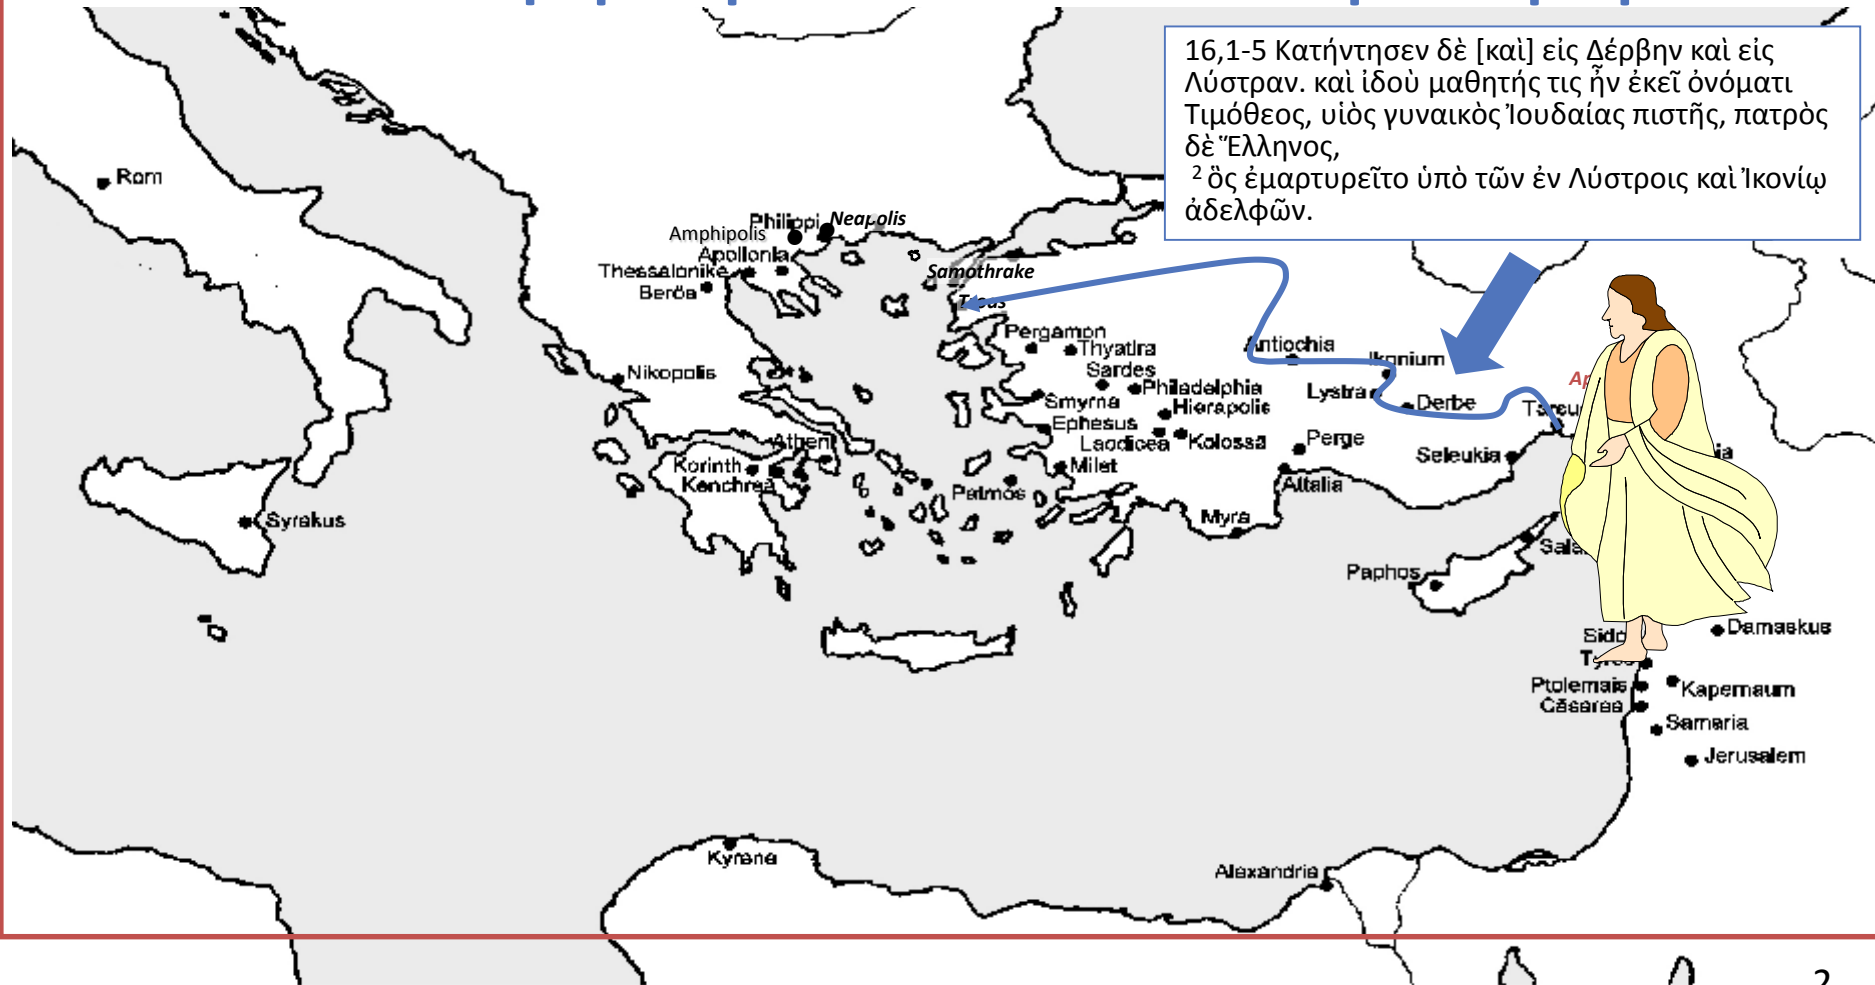 16,1-5 Κατήντησεν δὲ [καὶ] εἰς Δέρβην καὶ εἰς
Λύστραν. καὶ ἰδοὺ μαθητής τις ἦν ἐκεῖ ὀνόματι
Τιμόθεος, υἱὸς γυναικὸς Ἰουδαίας πιστῆς, πατρὸς
δὲ Ἕλληνος,
2 ὃς ἐμαρτυρεῖτο ὑπὸ τῶν ἐν Λύστροις καὶ Ἰκονίῳ
ἀδελφῶν.
Rom
Philippi
Neapolis
Amphipolis
Apollonia
Thessalonike
Beröa
Samothrake
Troas
Pergamon
Thyatira
Sardes
Philadelphia
Hierapolis
Smyrna
Ephesus
Laodicea
Kolossä
Milet
Patmos
Antiochia
Ikonium
Lystra
Derbe
Perge
Attalia
Seleukia
Myra
Nikopolis
Athen
Korinth
Kenchreä
Syrakus
Paphos
Damaskus
Ptolemais
Cäsarea
Kapernaum
Samaria
Jerusalem
Kyrene
Alexandria
2